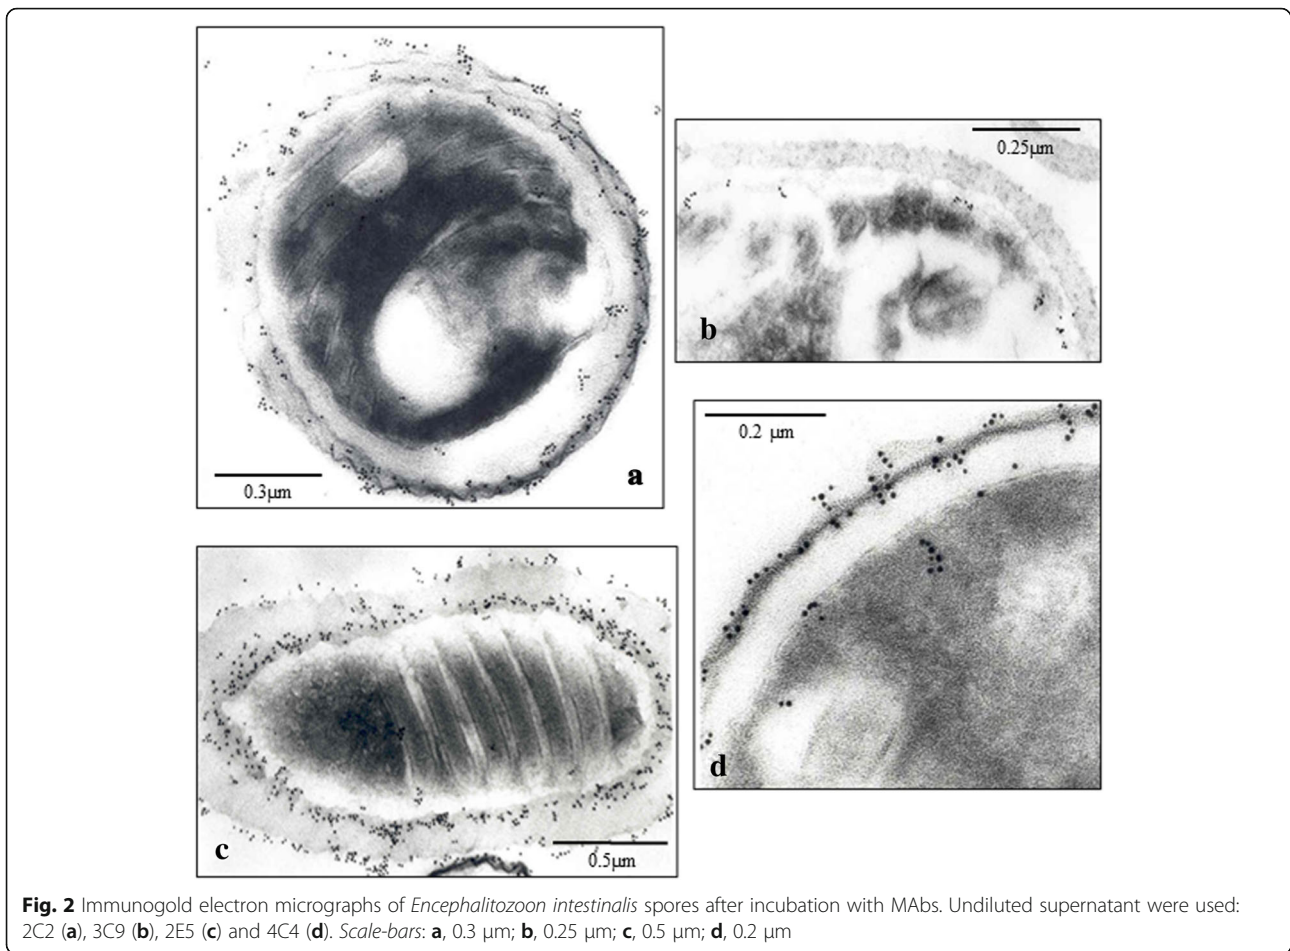 0.3μm
a
0.25μm
b
0.5μm
c
0.2 μm
d
Fig. 2 Immunogold electron micrographs of Encephalitozoon intestinalis spores after incubation with MAbs. Undiluted supernatant were used:
2C2 (a), 3C9 (b), 2E5 (c) and 4C4 (d). Scale-bars: a, 0.3 μm; b, 0.25 μm; c, 0.5 μm; d, 0.2 μm